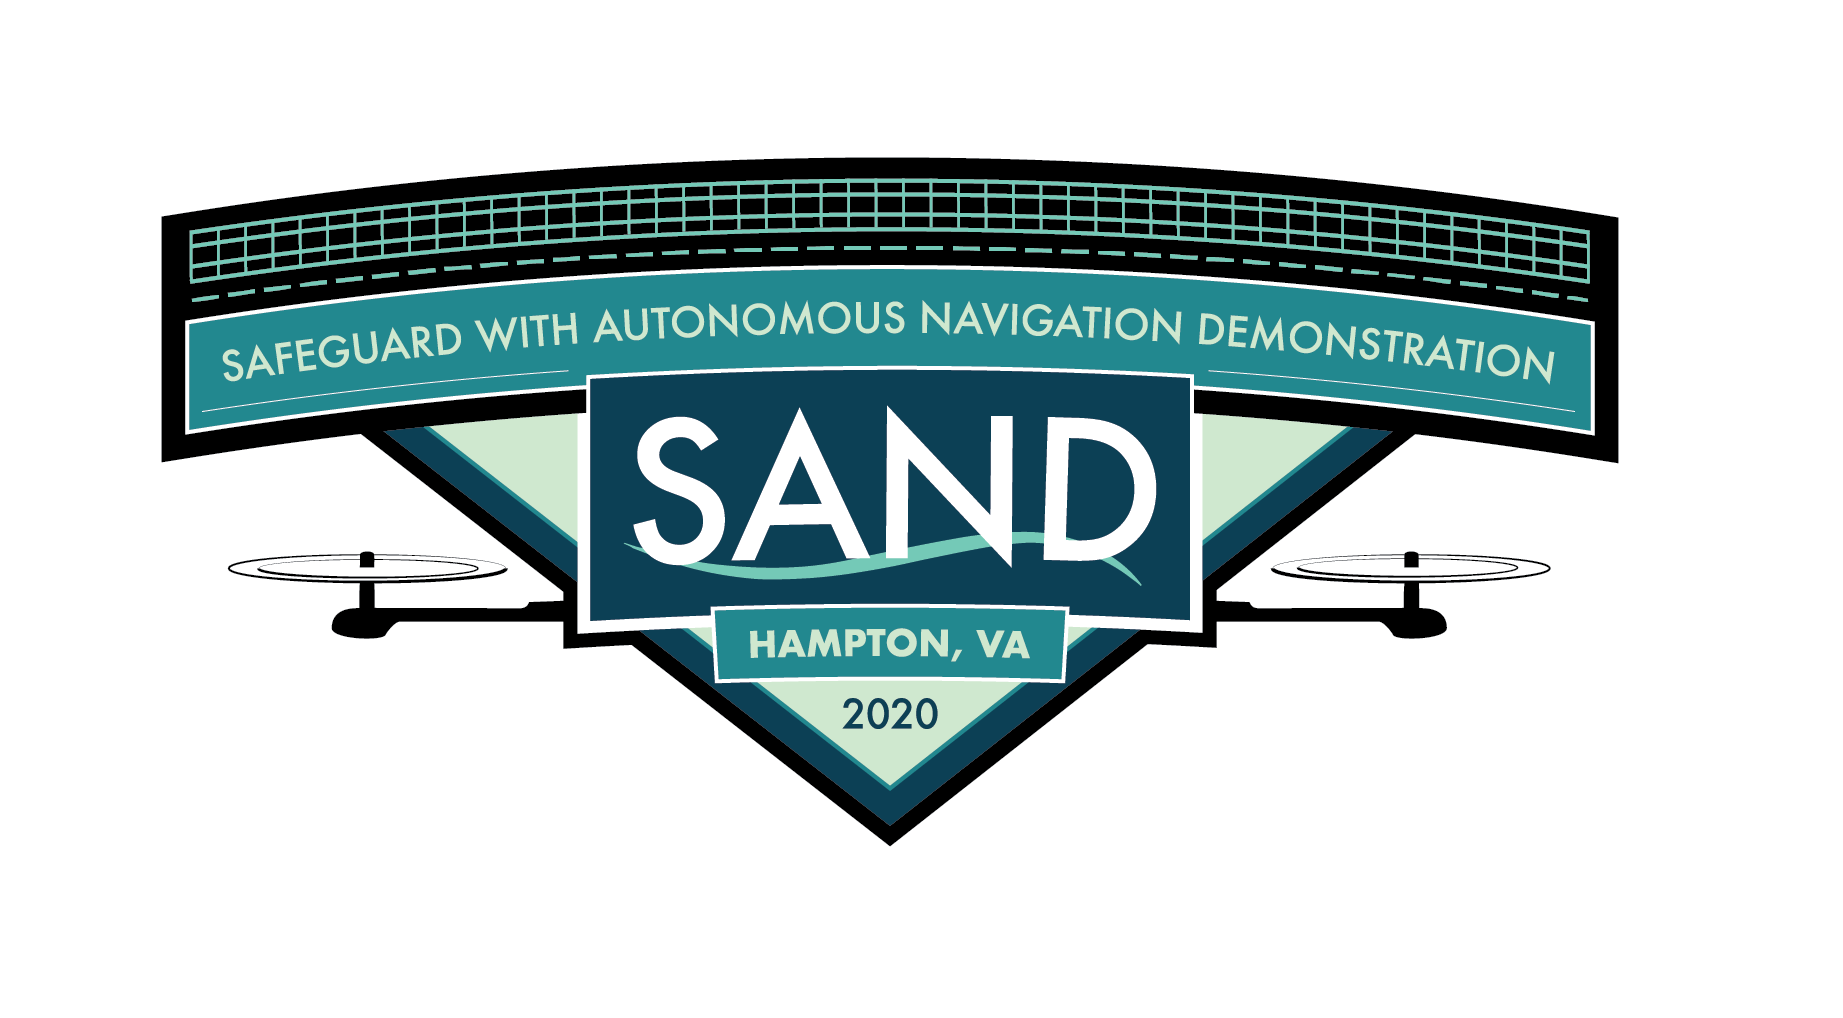 SAFEGUARD WITH AUTONOMOUS NAVIGATION DEMONSTRATION
SAND
HAMPTON, VA
2020